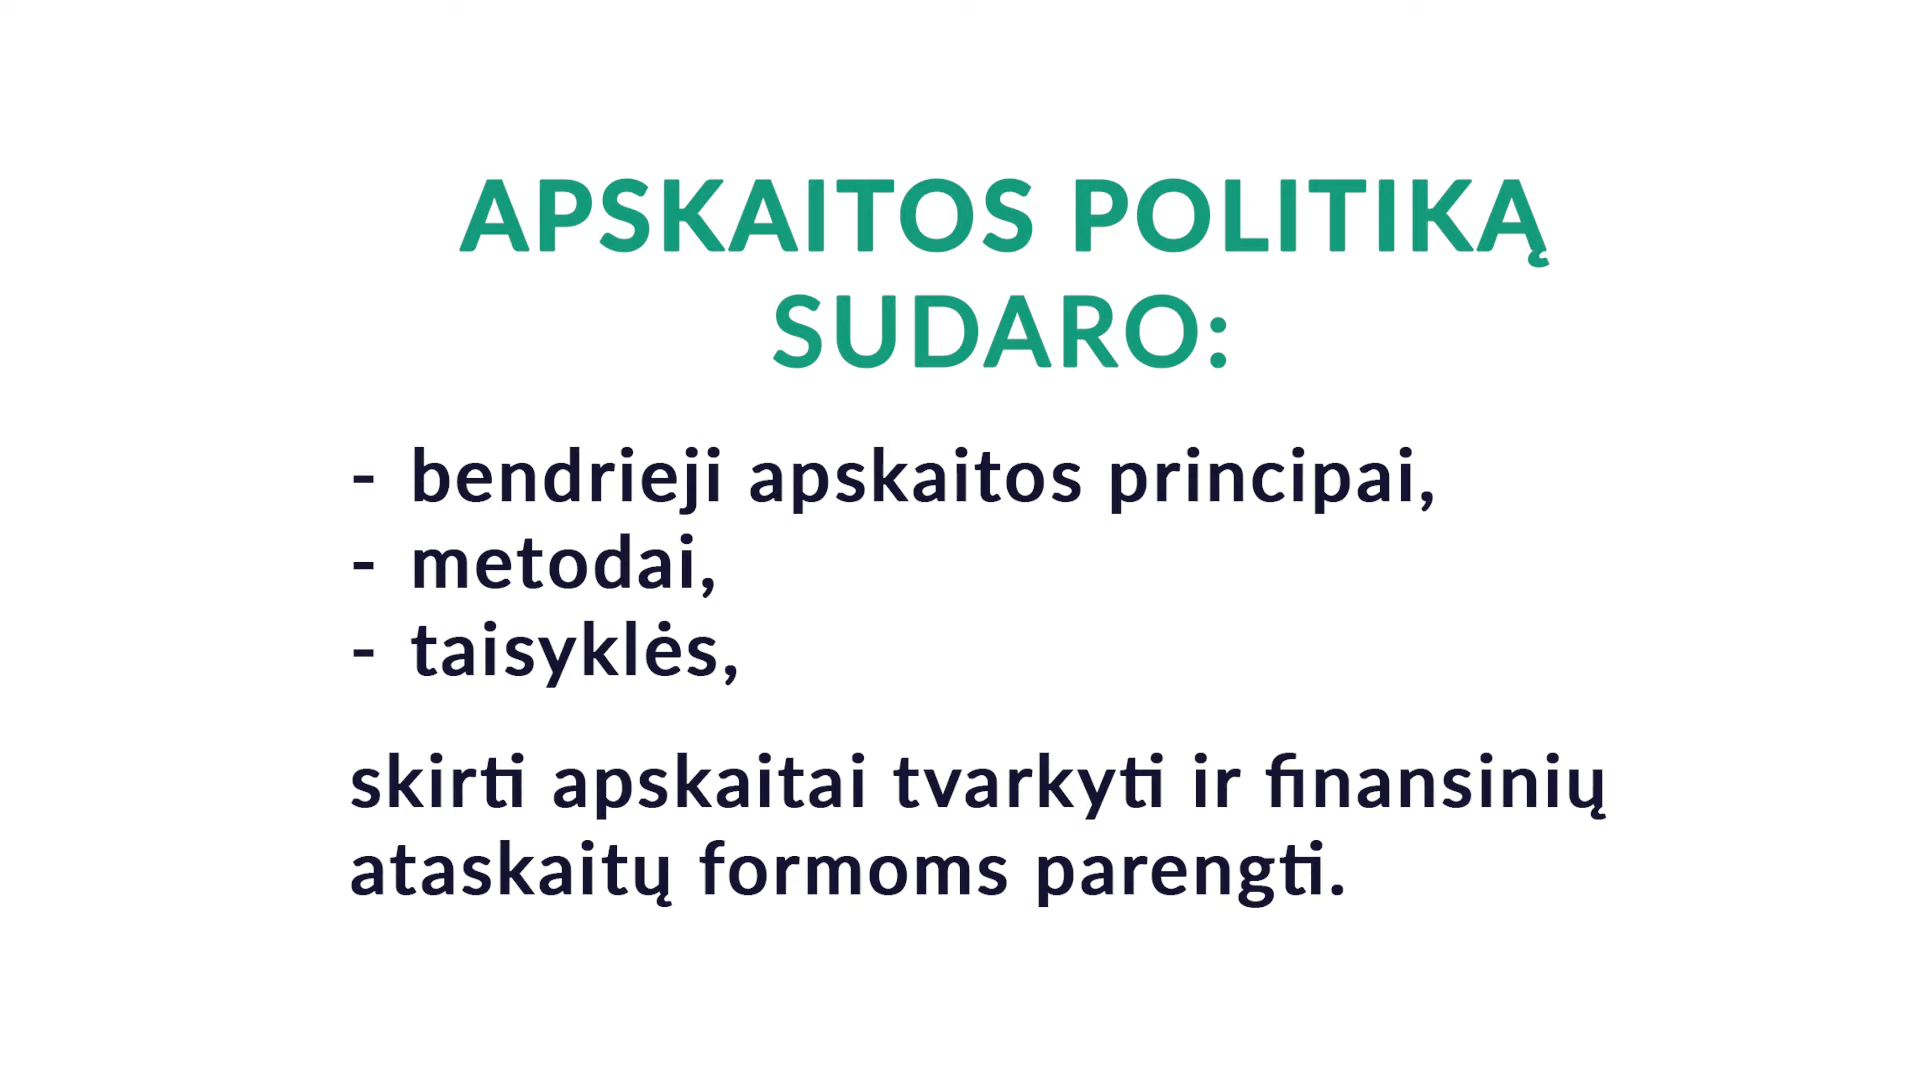 APSKAITOS POLITIKĄ
SUDARO:
- bendrieji apskaitos principai,
- metodai,
- taisyklės,
skirti apskaitai tvarkyti ir finansinių
ataskaitų formoms parengti.